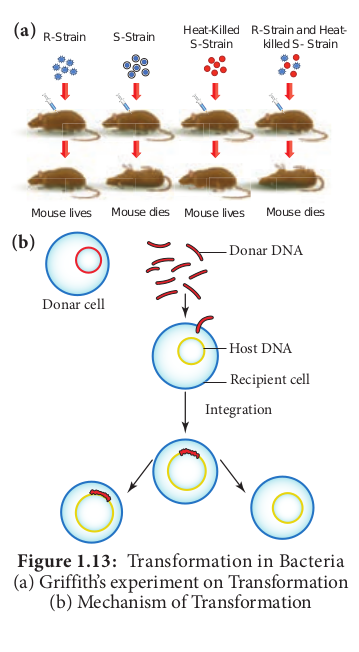 (a)
R-Strain
S-Strain
Heat-Killed
S-Strain
R-Strain and Heat-
killed S- Strain
Mouse lives
Mouse dies
Mouse lives
Mouse dies
(b)
Donar DNA
Donar cell
Host DNA
Recipient cell
Integration
Figure 1.13: Transformation in Bacteria
(a) Griffith's experiment on Transformation
(b) Mechanism of Transformation